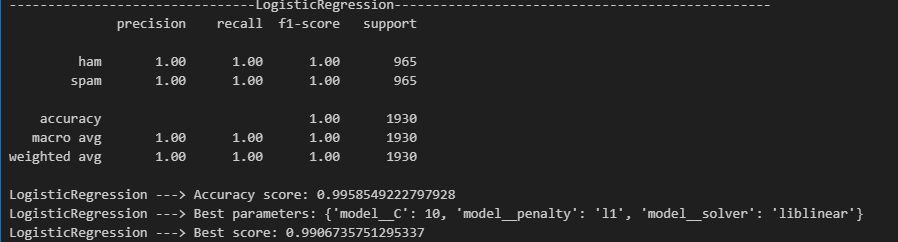 --------------------------------LogisticRegression-------------------------------------------------
precision recall f1-score support
ham 1.00 1.00 1.00 965
spam 1.00 1.00 1.00 965
accuracy 1.00 1930
macro avg 1.00 1.00 1.00 1930
weighted avg 1.00 1.00 1.00 1930
LogisticRegression ---> Accuracy score: 0.9958549222797928
LogisticRegression ---> Best parameters: {'model__C': 10, 'model__penalty': 'l1', 'model__solver': 'liblinear'}
LogisticRegression ---> Best score: 0.9906735751295337